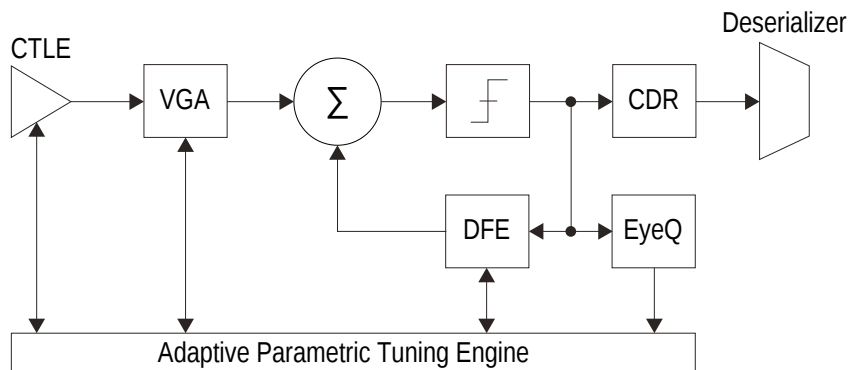 Deserializer
CTLE
VGA
Σ
CDR
DFE
EyeQ
Adaptive Parametric Tuning Engine